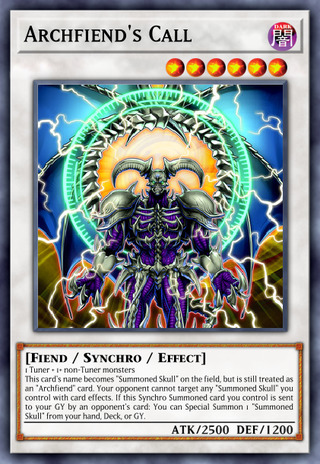 Archfiend's Call
DARK
闇
[Fiend / Synchro / Effect]
1 Tuner + 1+ non-Tuner monsters
This card's name becomes "Summoned Skull" on the field, but is still treated as
an "Archfiend" card. Your opponent cannot target any "Summoned Skull" you
control with card effects. If this Synchro Summoned card you control is sent
to your GY by an opponent's card: You can Special Summon 1 "Summoned
Skull" from your hand, Deck, or GY.
ATK/2500 DEF/1200